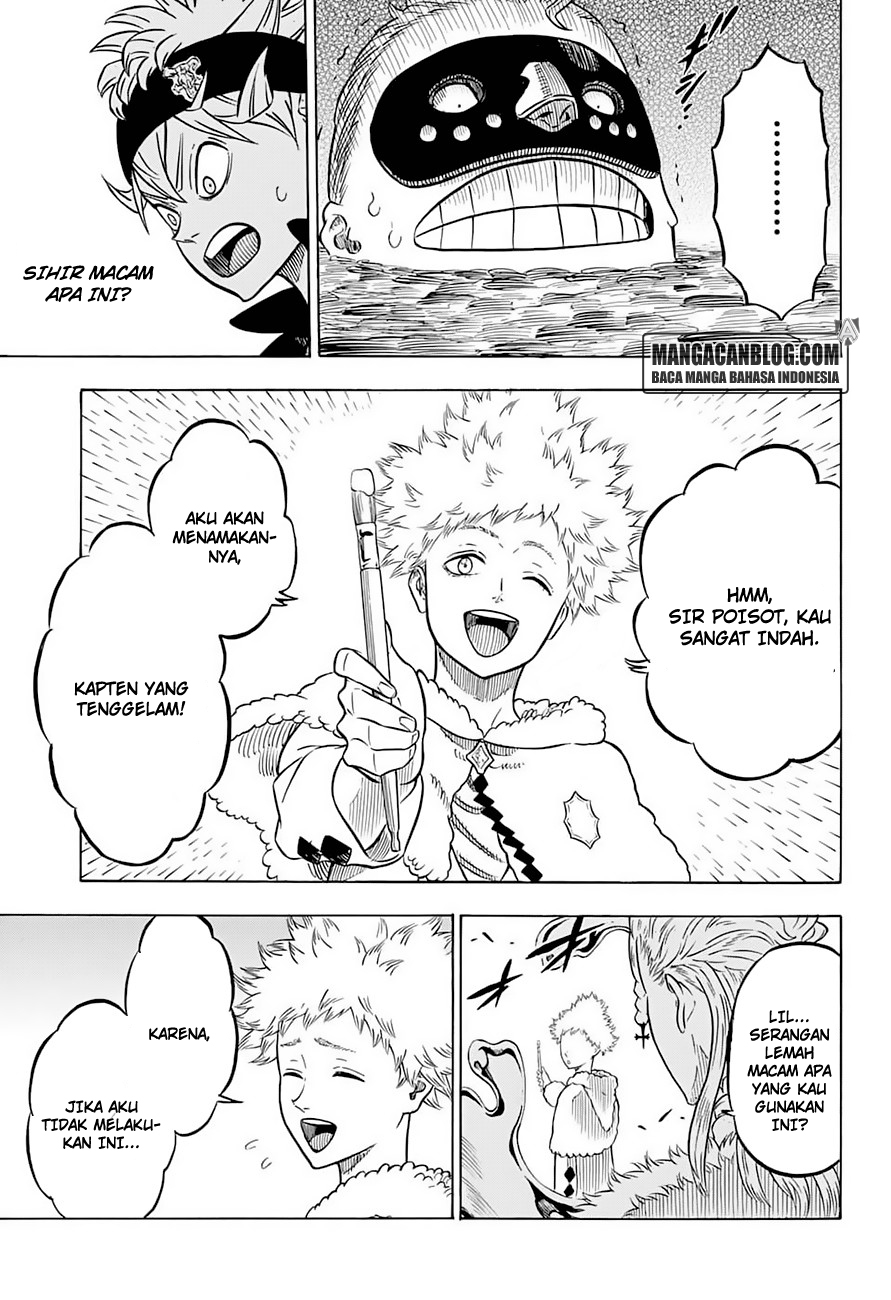 .........
SIHIR MACAM
APA INI?
MANGACANBLOG.COM
BACA MANGA BAHASA INDONESIA
HMM,
SIR POISOT, KAU
SANGAT INDAH.
AKU AKAN
MENAMAKAN-
NYA,
KAPTEN YANG
TENGGELAM!
LIL...
SERANGAN
LEMAH
MACAM APA
YANG KAU
GUNAKAN
INI?
KARENA,
JIKA AKU
TIDAK MELAKU-
KAN INI...